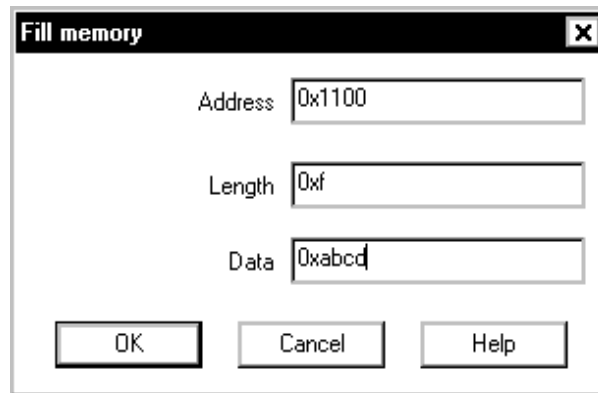 Fill memory
Address 0x1100
Length 0xf
Data 0xabcd
OK Cancel Help